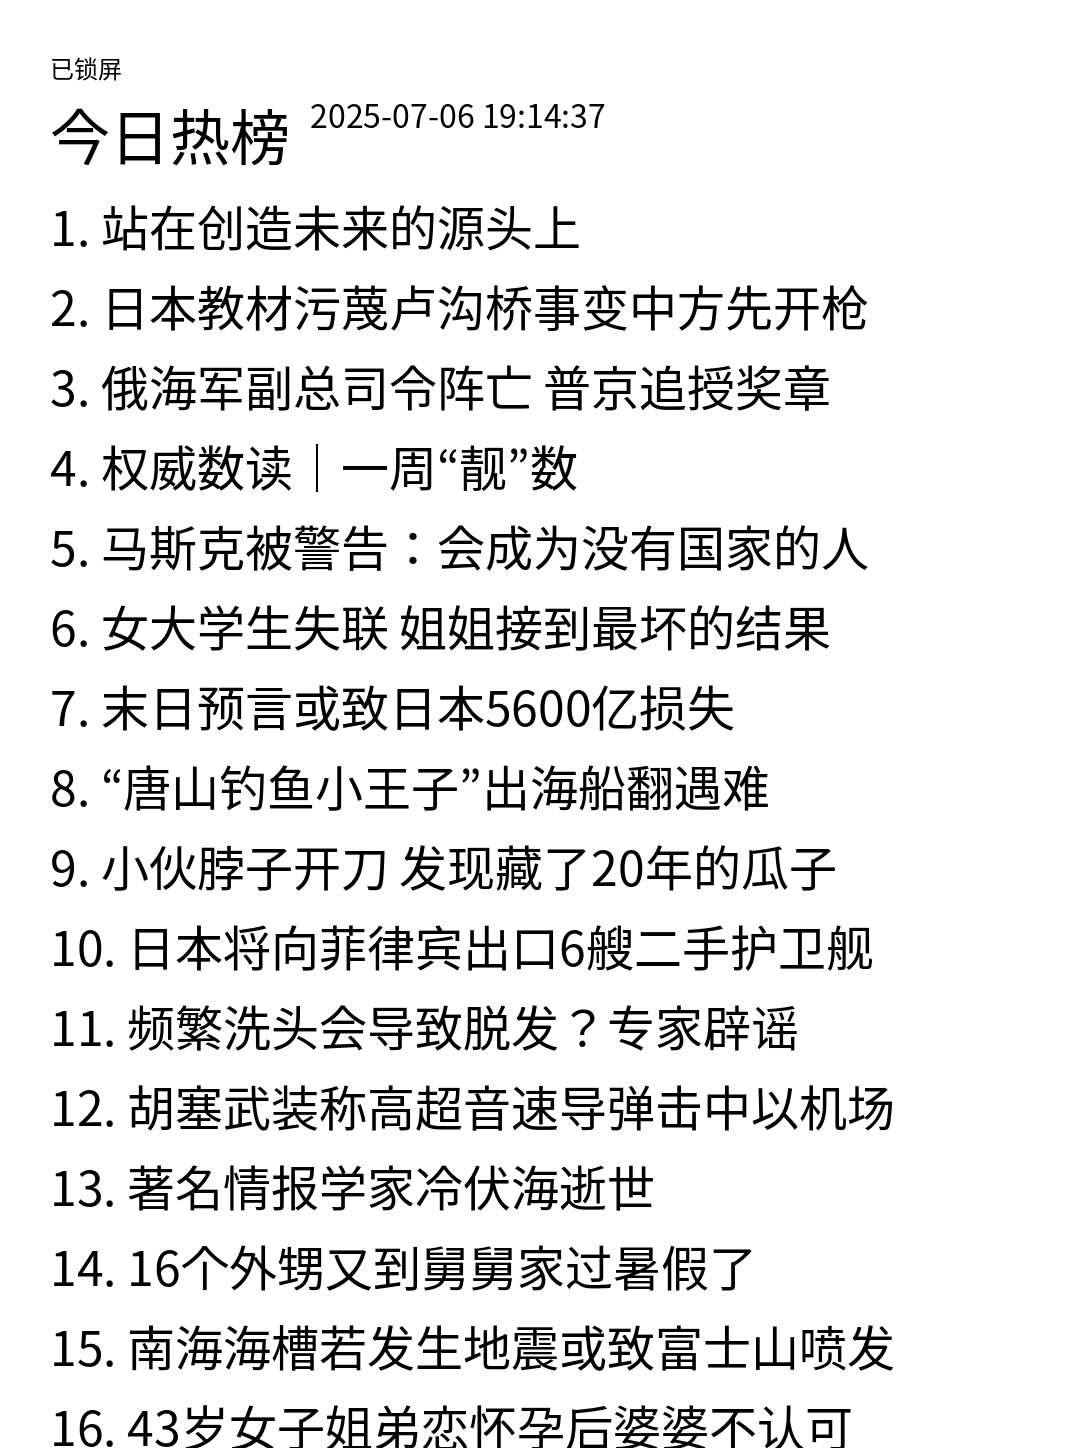 已锁屏
今日热榜 2025-07-06 19:14:37
1. 站在创造未来的源头上
2. 日本教材污蔑卢沟桥事变中方先开枪
3. 俄海军副总司令阵亡 普京追授奖章
4. 权威数读｜一周“靓”数
5. 马斯克被警告：会成为没有国家的人
6. 女大学生失联 姐姐接到最坏的结果
7. 末日预言或致日本5600亿损失
8. “唐山钓鱼小王子”出海船翻遇难
9. 小伙脖子开刀 发现藏了20年的瓜子
10. 日本将向菲律宾出口6艘二手护卫舰
11. 频繁洗头会导致脱发？专家辟谣
12. 胡塞武装称高超音速导弹击中以机场
13. 著名情报学家冷伏海逝世
14. 16个外甥又到舅舅家过暑假了
15. 南海海槽若发生地震或致富士山喷发
16. 43岁女子姐弟恋怀孕后婆婆不认可